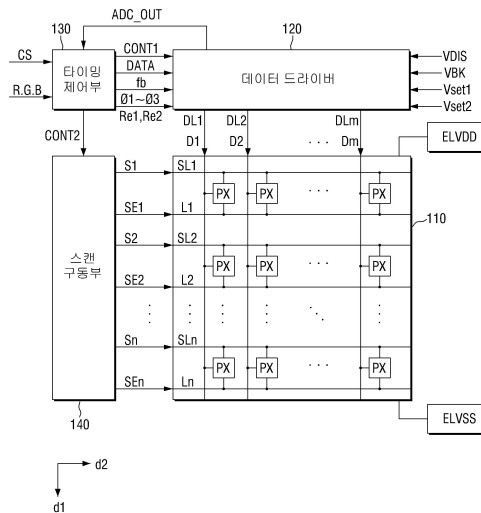 ADC_OUT
130
120
CS
R.G.B
타이밍
제어부
CONT1
DATA
fb
Ø1~Ø3
Re1,Re2
데이터 드라이버
VDIS
VBK
Vset1
Vset2
CONT2
DL1 DL2 DLm
D1 D2 ... Dm
ELVDD
110
스캔
구동부
S1 SL1
PX PX ... PX
SE1 L1
S2 SL2
PX PX ... PX
SE2 L2
Sn SLn
PX PX ... PX
SEn Ln
140
ELVSS
d2
d1